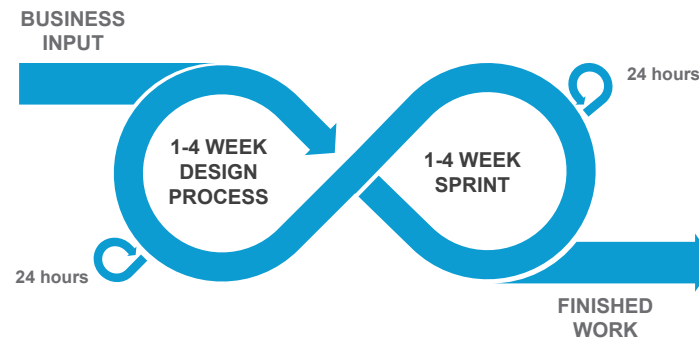 BUSINESS
INPUT
24 hours
1-4 WEEK
DESIGN
PROCESS
1-4 WEEK
SPRINT
24 hours
FINISHED
WORK